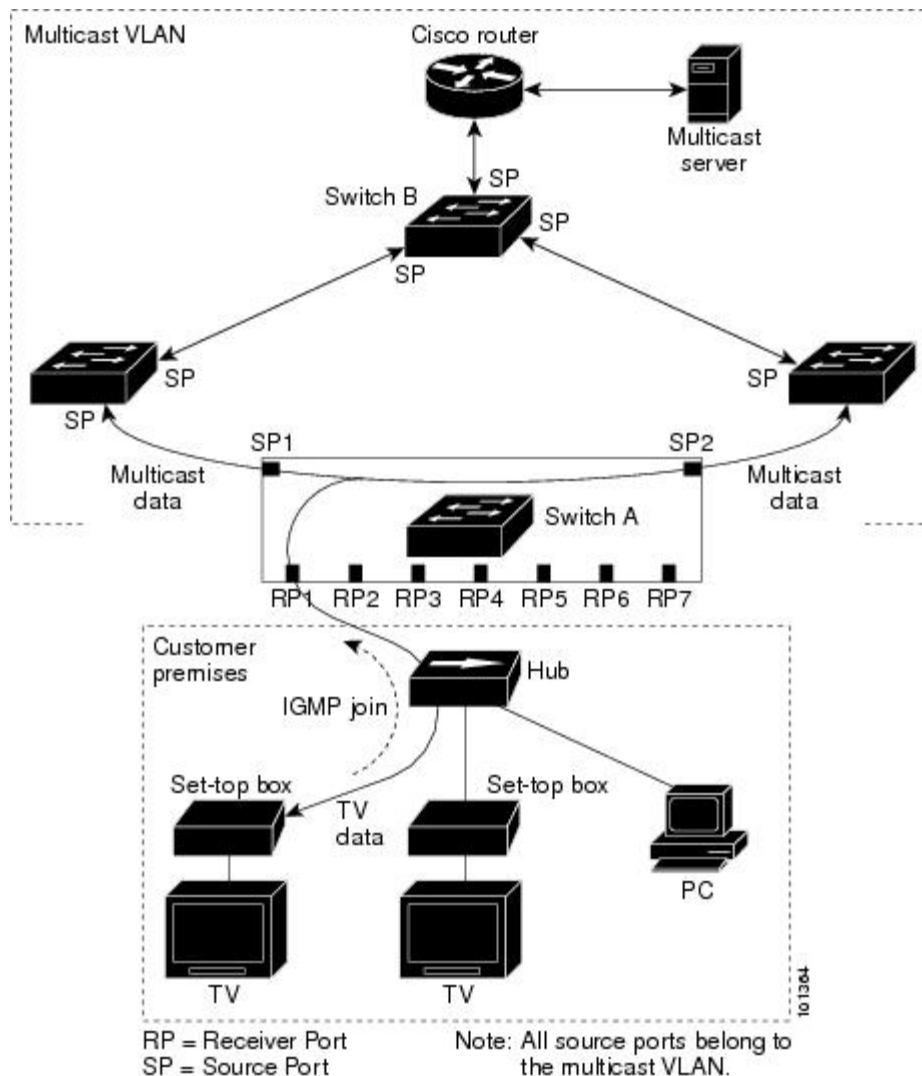 Multicast VLAN
Cisco router
Multicast
server
SP
Switch B
SP
SP
SP
SP
SP
SP1
SP2
Multicast
data
Multicast
data
Switch A
RP1 RP2 RP3 RP4 RP5 RP6 RP7
Customer
premises
Hub
IGMP join
Set-top box
TV
data
Set-top box
PC
TV
TV
101364
RP = Receiver Port
SP = Source Port
Note: All source ports belong to
the multicast VLAN.